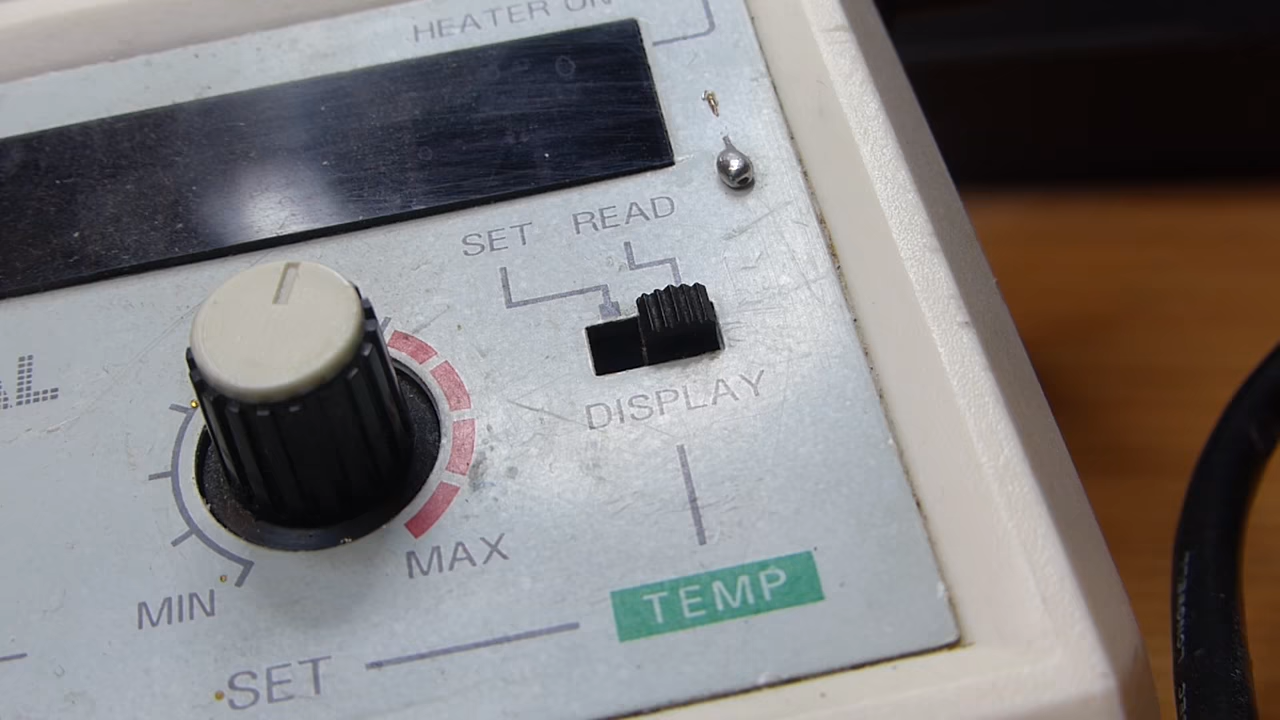 HEATER ON
SET READ
DISPLAY
MIN
MAX
TEMP
SET